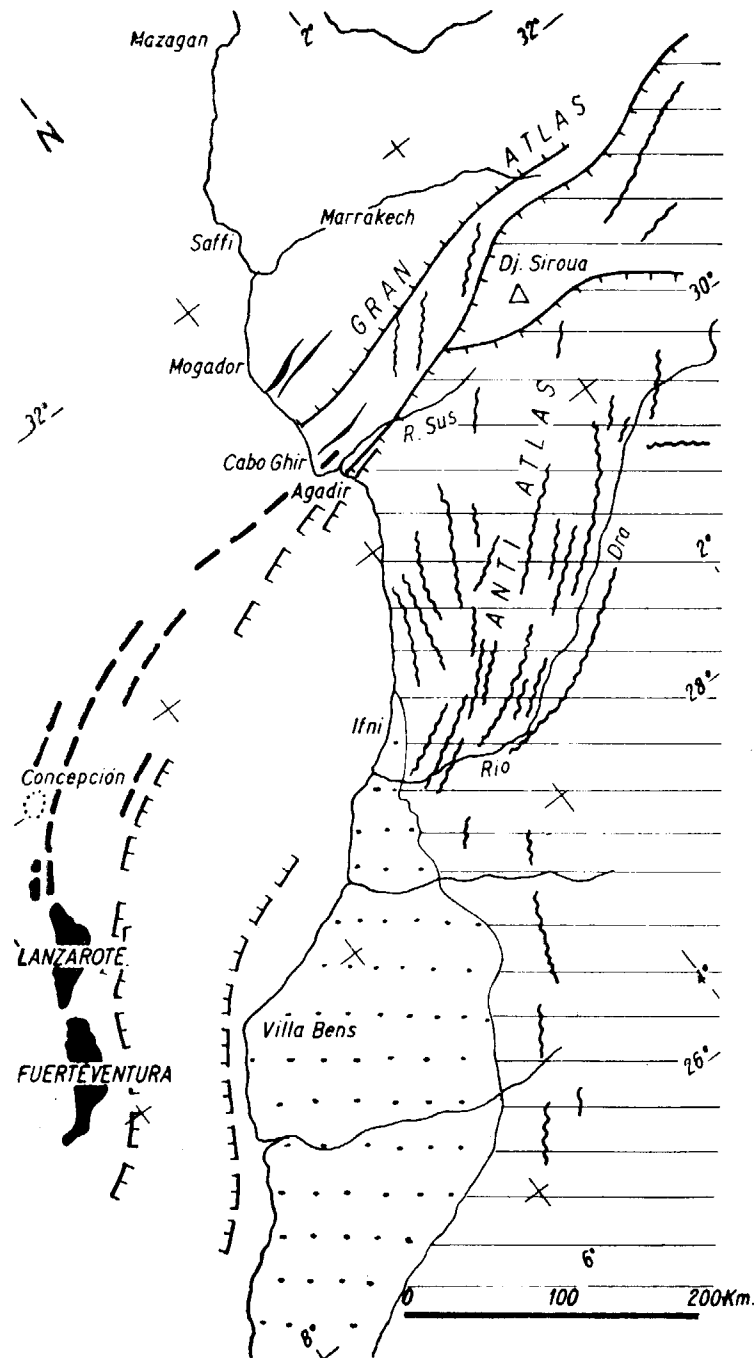 Mazagan
2°
32°
N
GRAN ATLAS
Marrakech
Saffi
Dj. Siroua
30°
Mogador
32°
R. Sus
Cabo Ghir
Agadir
ANTI ATLAS
Dra
2°
28°
Ifni
Rio
Concepción
LANZAROTE
4°
Villa Bens
26°
FUERTEVENTURA
6°
0 100 200Km.
8°